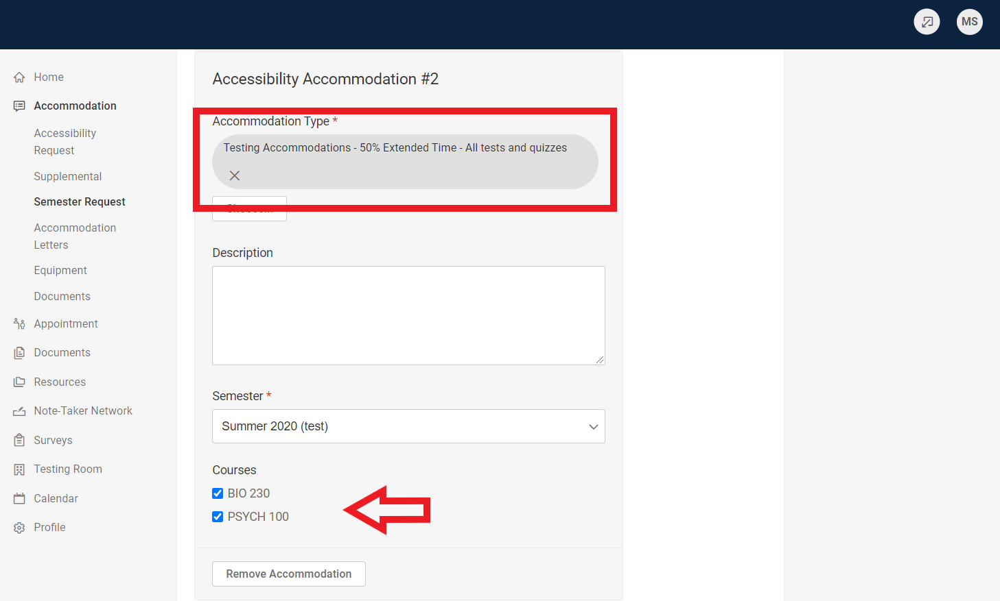 MS
Home
Accommodation
Accessibility
Request
Supplemental
Semester Request
Accommodation
Letters
Equipment
Documents
Appointment
Documents
Resources
Note-Taker Network
Surveys
Testing Room
Calendar
Profile
Accessibility Accommodation #2
Accommodation Type *
Testing Accommodations - 50% Extended Time - All tests and quizzes
Description
Semester *
Summer 2020 (test)
Courses
BIO 230
PSYCH 100
Remove Accommodation